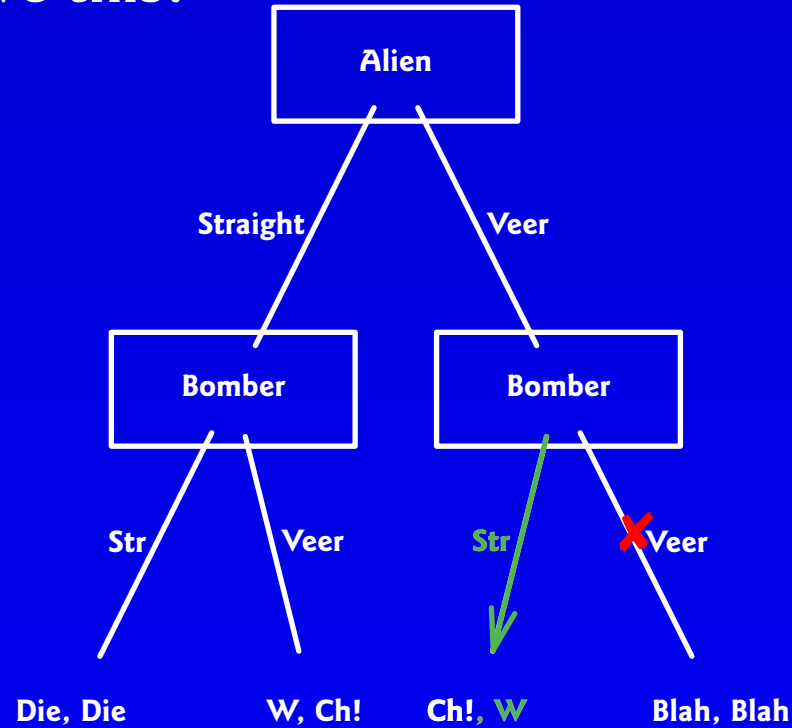 Alien
Straight Veer
Bomber Bomber
Str Veer Str Veer
Die, Die W, Ch! Ch!, W Blah, Blah